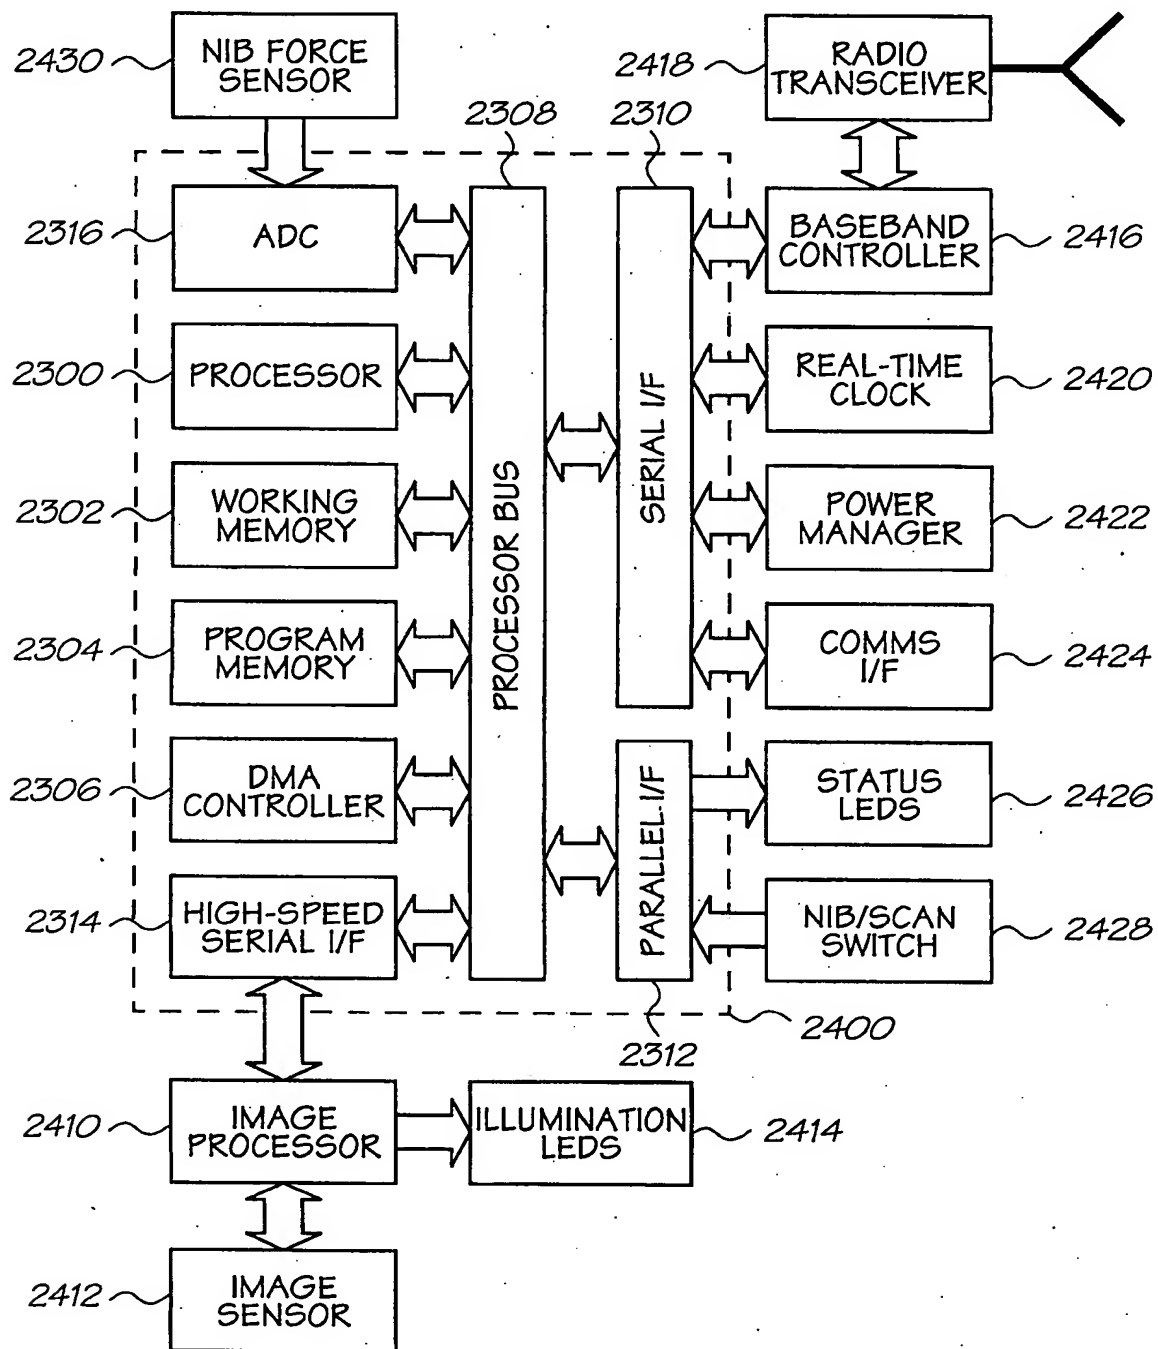 2430
NIB FORCE
SENSOR
2418
RADIO
TRANSCEIVER
2308
2310
2316
ADC
BASEBAND
CONTROLLER
2416
2300
PROCESSOR
REAL-TIME
CLOCK
2420
2302
WORKING
MEMORY
PROCESSOR BUS
SERIAL I/F
POWER
MANAGER
2422
2304
PROGRAM
MEMORY
COMMS
I/F
2424
2306
DMA
CONTROLLER
PARALLEL I/F
STATUS
LEDS
2426
2314
HIGH-SPEED
SERIAL I/F
NIB/SCAN
SWITCH
2428
2400
2312
2410
IMAGE
PROCESSOR
ILLUMINATION
LEDS
2414
2412
IMAGE
SENSOR